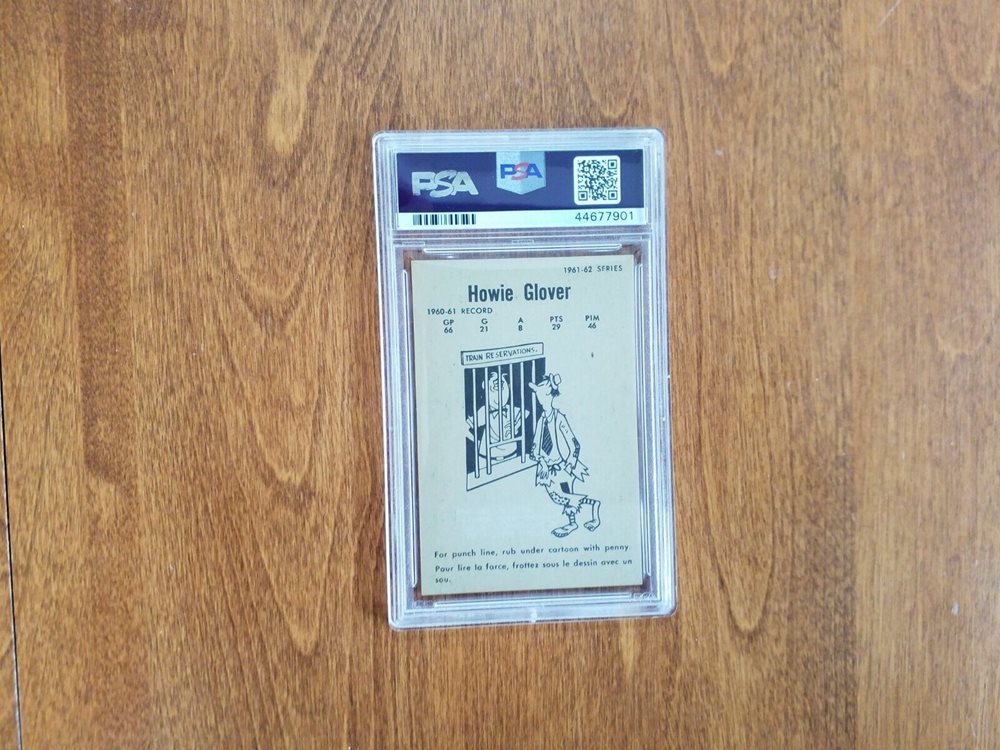 PSA
PSA
44677901
1961-62 SERIES
Howie Glover
1960-61 RECORD
GP G A PTS PIM
66 21 8 29 46
TRAIN RESERVATIONS.
For punch line, rub under cartoon with penny.
Pour lire la farce, frottez sous le dessin avec un
sou.